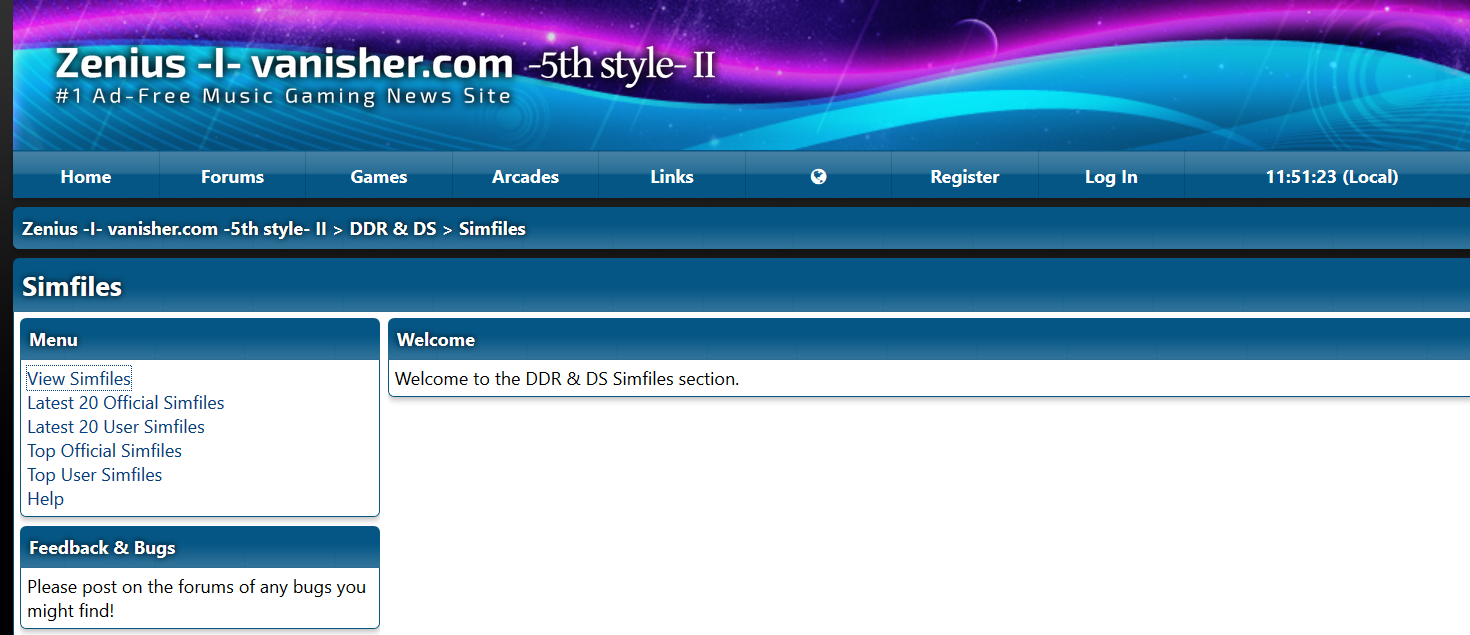 Zenius -I- vanisher.com -5th style- II
#1 Ad-Free Music Gaming News Site
Home Forums Games Arcades Links Register Log In 11:51:23 (Local)
Zenius -I- vanisher.com -5th style- II > DDR & DS > Simfiles
Simfiles
Menu
View Simfiles
Latest 20 Official Simfiles
Latest 20 User Simfiles
Top Official Simfiles
Top User Simfiles
Help
Feedback & Bugs
Please post on the forums of any bugs you
might find!
Welcome
Welcome to the DDR & DS Simfiles section.